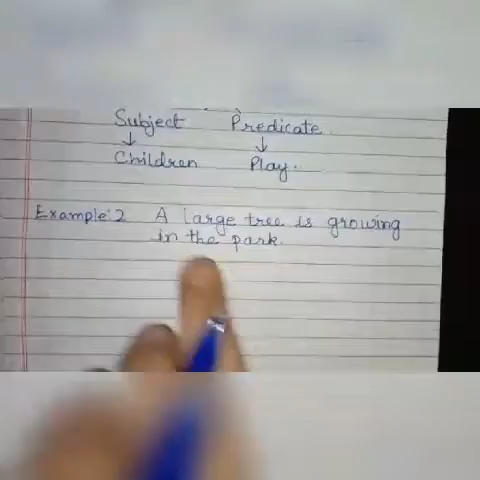 Subject Predicate
↓ ↓
Children Play.
Example:2 A large tree is growing
in the park.